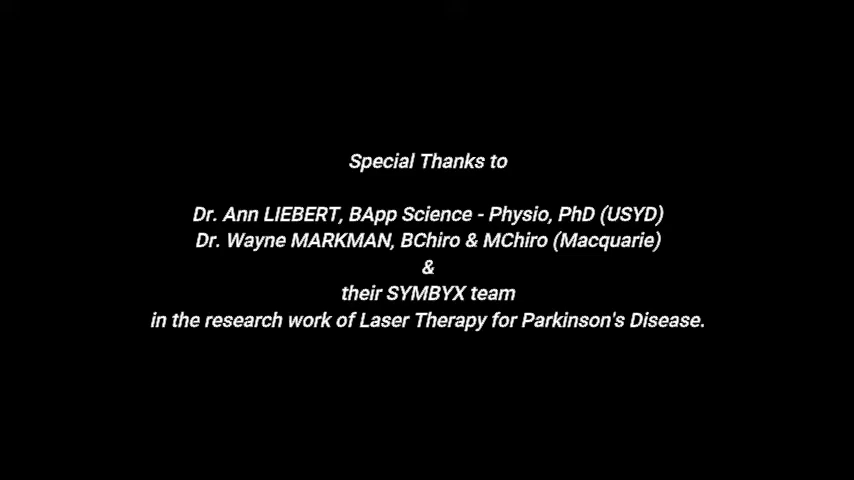 Special Thanks to
Dr. Ann LIEBERT, BApp Science - Physio, PhD (USYD)
Dr. Wayne MARKMAN, BChiro & MChiro (Macquarie)
&
their SYMBYX team
in the research work of Laser Therapy for Parkinson's Disease.